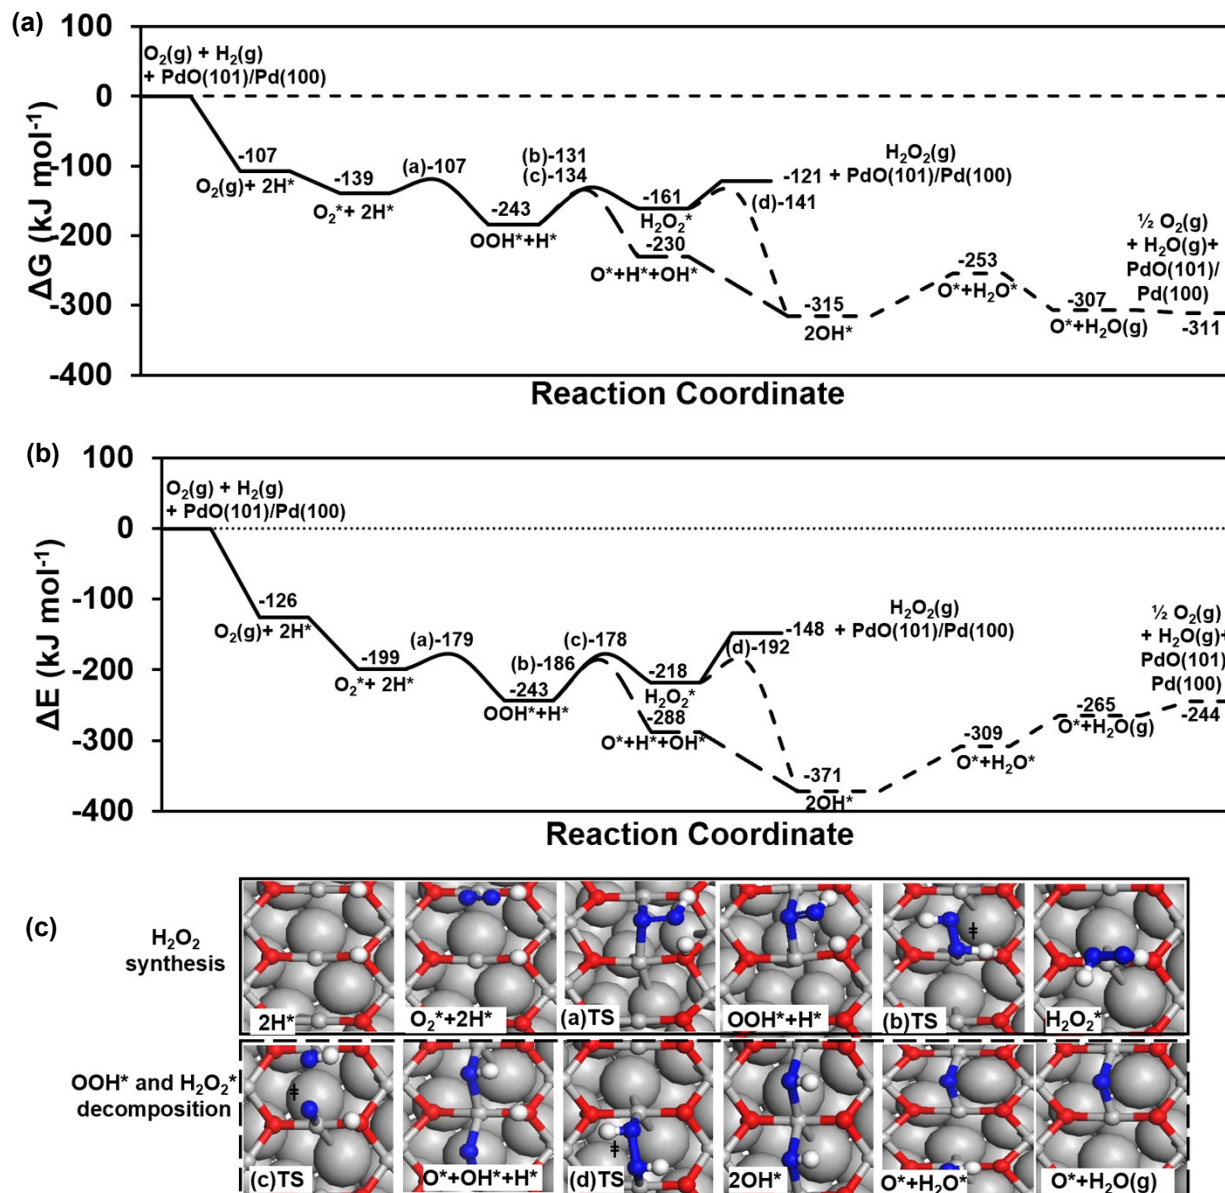 (a)
100
0
-100
-200
-300
-400
ΔG (kJ mol⁻¹)
O₂(g) + H₂(g)
+ PdO(101)/Pd(100)
-107
O₂(g)+ 2H*
-139
O₂*+ 2H*
(a)-107
-243
OOH*+H*
(b)-131
(c)-134
-161
H₂O₂*
-230
O*+H*+OH*
H₂O₂(g)
-121 + PdO(101)/Pd(100)
(d)-141
-315
2OH*
-253
O*+H₂O*
-307
O*+H₂O(g)
½ O₂(g)
+ H₂O(g)+
PdO(101)/
Pd(100)
-311
Reaction Coordinate
(b)
100
0
-100
-200
-300
-400
ΔE (kJ mol⁻¹)
O₂(g) + H₂(g)
+ PdO(101)/Pd(100)
-126
O₂(g)+ 2H*
-199
O₂*+ 2H*
(a)-179
-243
OOH*+H*
(c)-178
(b)-186
-218
H₂O₂*
-288
O*+H*+OH*
H₂O₂(g)
-148 + PdO(101)/Pd(100)
(d)-192
-371
2OH*
-309
O*+H₂O*
-265
O*+H₂O(g)
½ O₂(g)
+ H₂O(g)+
PdO(101)
Pd(100)
-244
Reaction Coordinate
(c)
H₂O₂
synthesis
2H*
O₂*+2H*
(a)TS
OOH*+H*
‡
(b)TS
H₂O₂*
OOH* and H₂O₂*
decomposition
‡
(c)TS
O*+OH*+H*
‡
(d)TS
2OH*
O*+H₂O*
O*+H₂O(g)